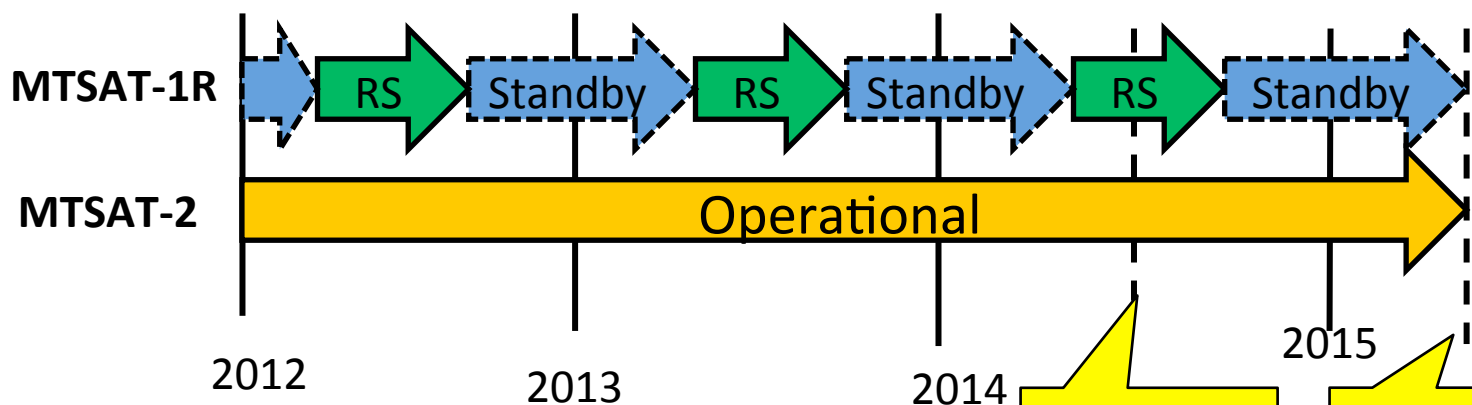 MTSAT-1R
RS
Standby
RS
Standby
RS
Standby
MTSAT-2
Operational
2012
2013
2014
2015